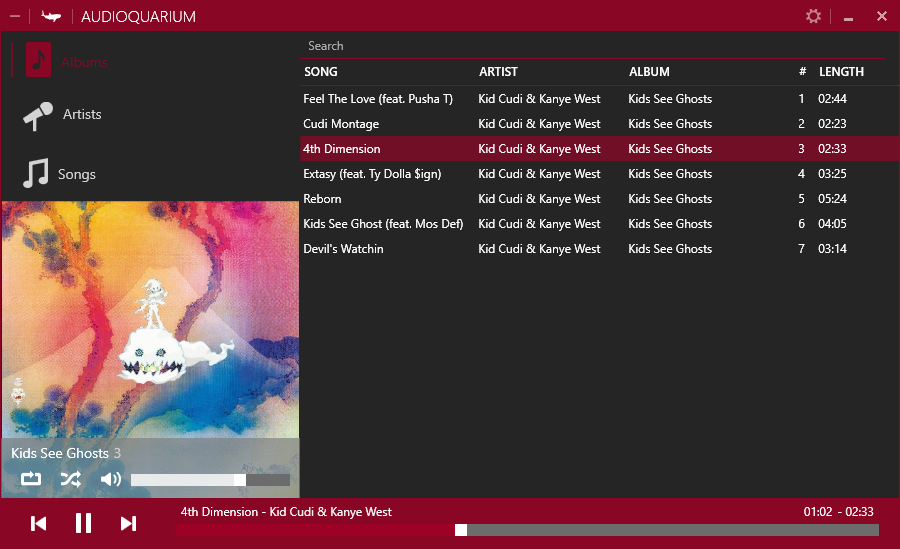 AUDIOQUARIUM
Albums
Artists
Songs
Search
SONG ARTIST ALBUM # LENGTH
Feel The Love (feat. Pusha T) Kid Cudi & Kanye West Kids See Ghosts 1 02:44
Cudi Montage Kid Cudi & Kanye West Kids See Ghosts 2 02:23
4th Dimension Kid Cudi & Kanye West Kids See Ghosts 3 02:33
Extasy (feat. Ty Dolla $ign) Kid Cudi & Kanye West Kids See Ghosts 4 03:25
Reborn Kid Cudi & Kanye West Kids See Ghosts 5 05:24
Kids See Ghost (feat. Mos Def) Kid Cudi & Kanye West Kids See Ghosts 6 04:05
Devil's Watchin Kid Cudi & Kanye West Kids See Ghosts 7 03:14
Kids See Ghosts 3
4th Dimension - Kid Cudi & Kanye West 01:02 - 02:33